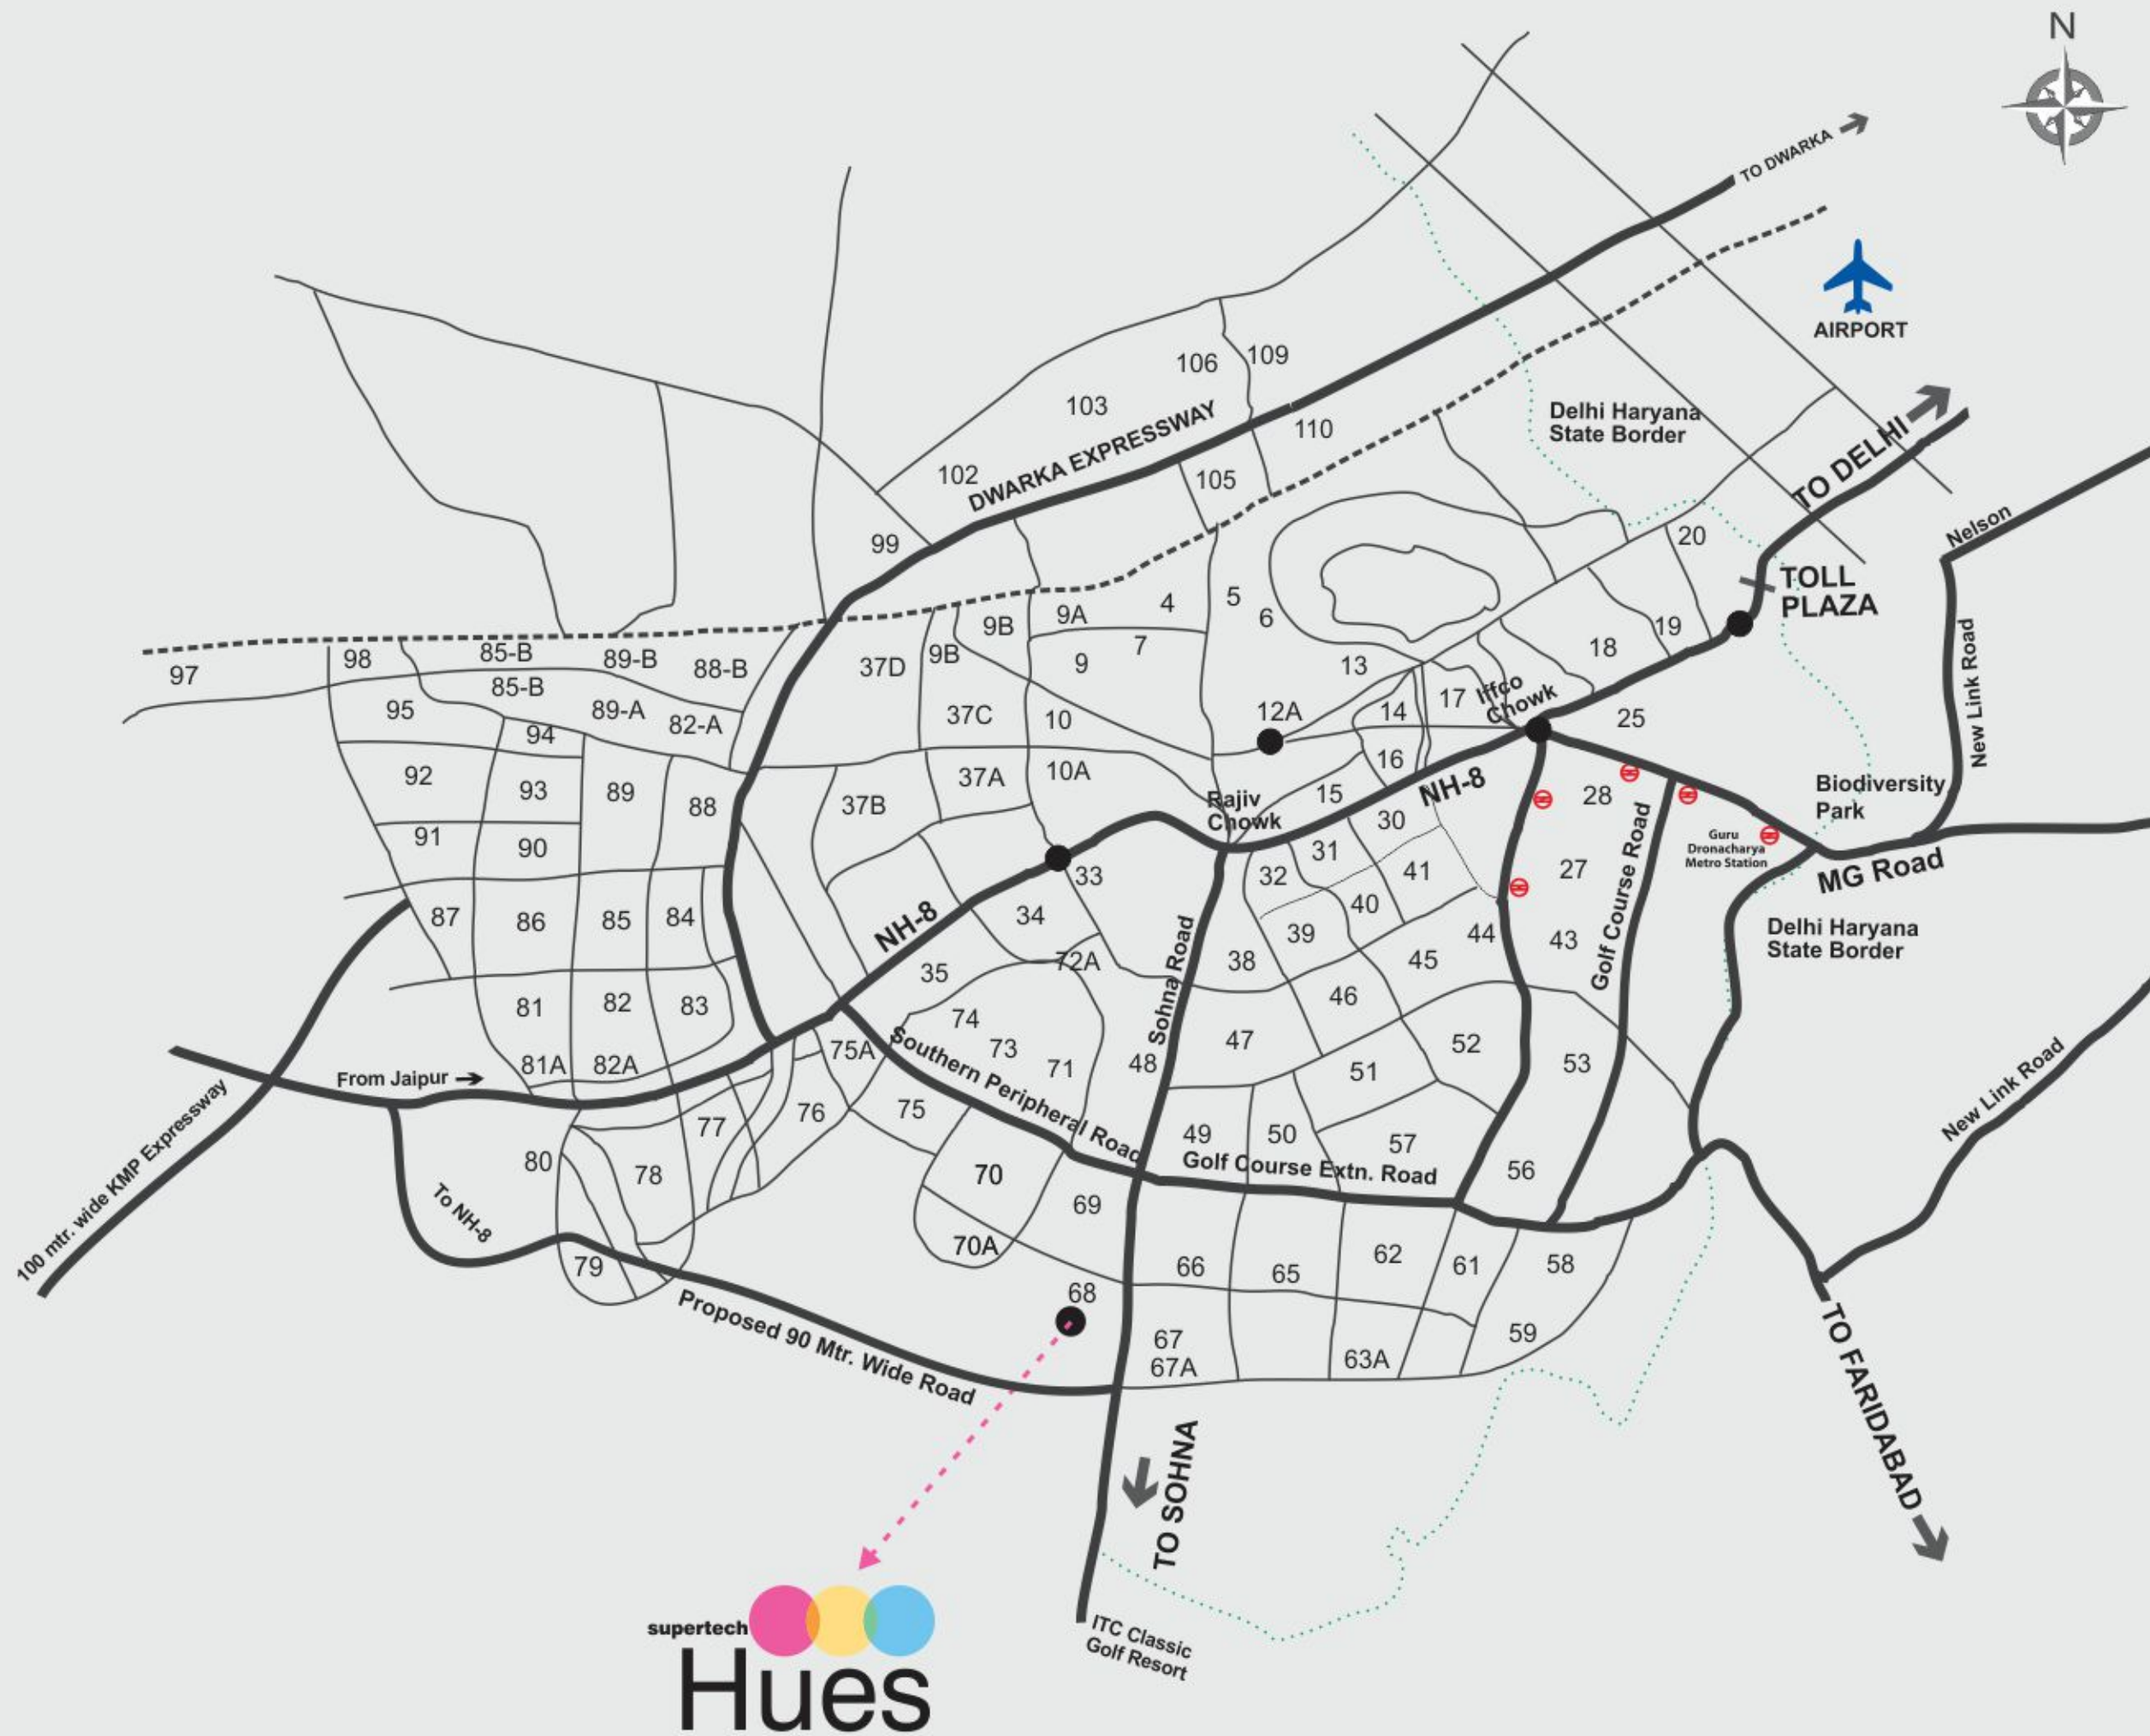 N
TO DWARKA
AIRPORT
106
109
103
110
DWARKA EXPRESSWAY
102
105
99
Delhi Haryana
State Border
TO DELHI
Nelson
20
TOLL
PLAZA
New Link Road
97
98
85-B
89-B
88-B
85-B
95
89-A
82-A
94
92
93
89
88
91
90
87
86
85
84
81
82
83
81A
82A
37D
9B
9B
9A
4
5
6
7
9
37C
10
37A
10A
37B
13
12A
14
17
Iffco
Chowk
18
19
25
16
15
NH-8
Rajiv
Chowk
30
31
32
41
40
39
38
28
27
Golf Course Road
Guru
Dronacharya
Metro Station
Biodiversity
Park
MG Road
Delhi Haryana
State Border
33
34
NH-8
35
72A
Sohna Road
44
43
45
46
74
73
71
48
47
52
51
53
75A
Southern Peripheral Road
From Jaipur
100 mtr. wide KMP Expressway
77
76
75
80
78
To NH-8
79
70
69
70A
49
50
57
56
Golf Course Extn. Road
New Link Road
66
65
62
61
58
68
67
67A
63A
59
Proposed 90 Mtr. Wide Road
TO FARIDABAD
TO SOHNA
ITC Classic
Golf Resort
supertech
Hues